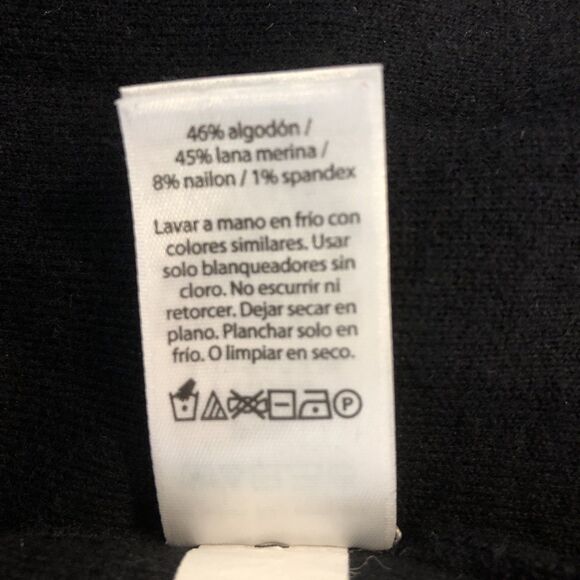 46% algodón /
45% lana merina /
8% nailon / 1% spandex
Lavar a mano en frío con
colores similares. Usar
solo blanqueadores sin
cloro. No escurrir ni
retorcer. Dejar secar en
plano. Planchar solo en
frío. O limpiar en seco.
P